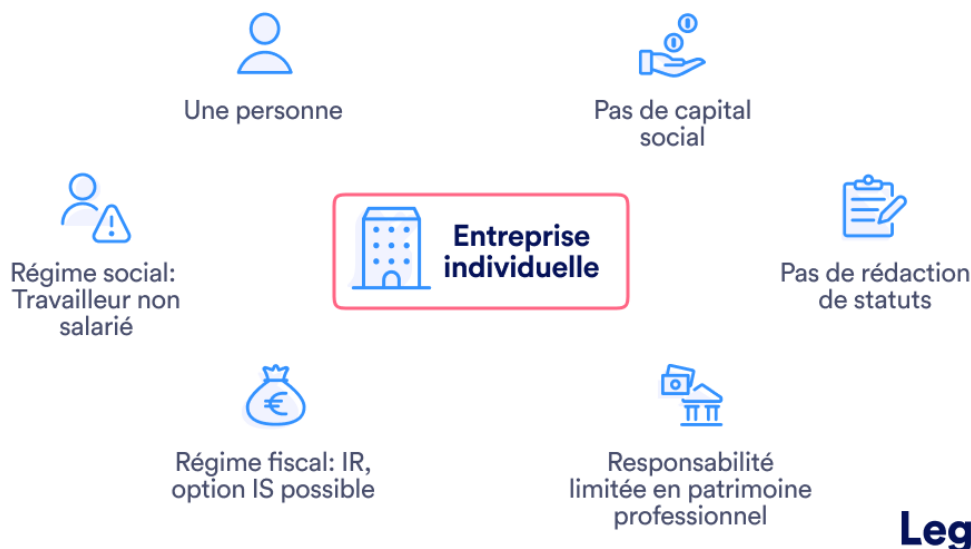 Une personne
Pas de capital
social
Régime social:
Travailleur non
salarié
Entreprise
individuelle
Pas de rédaction
de statuts
Régime fiscal: IR,
option IS possible
Responsabilité
limitée en patrimoine
professionnel
Leg